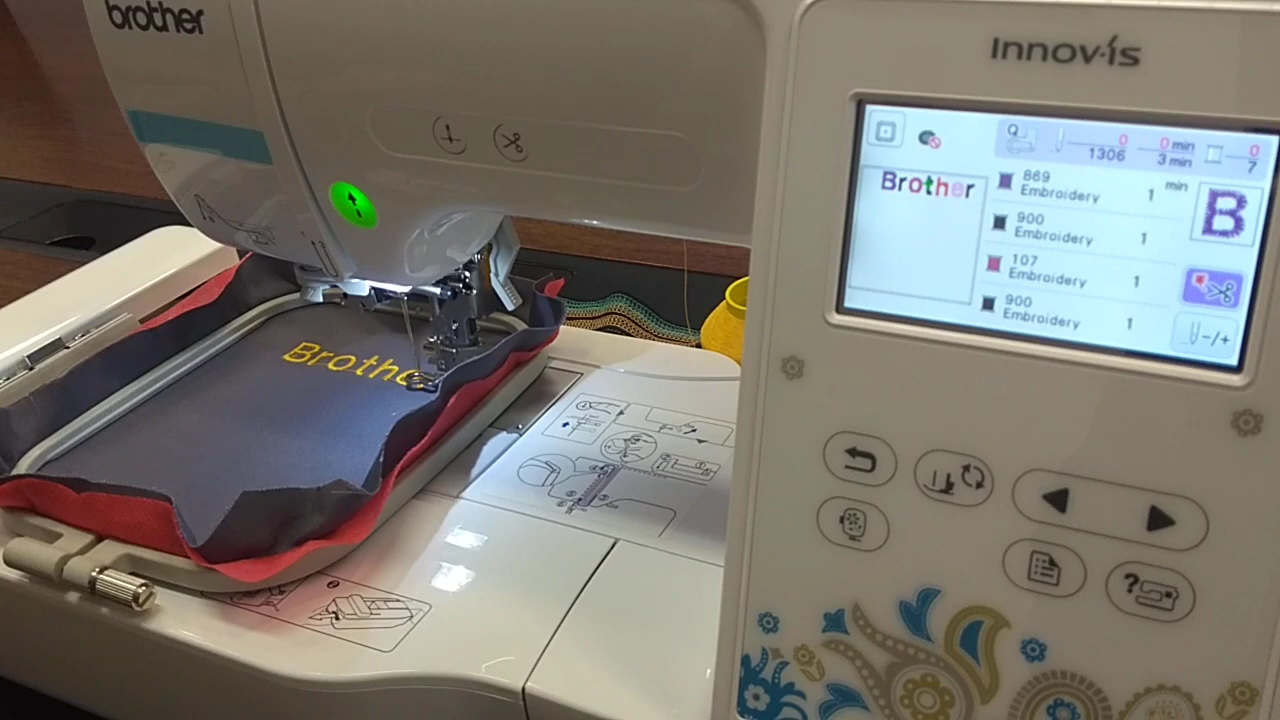 brother
Innov-ís
Q 0 0 min 0
1306 3 min 7
Brother
869 min
Embroidery 1
B
900
Embroidery 1
107
Embroidery 1
900
Embroidery 1
-/+
Brothe
?